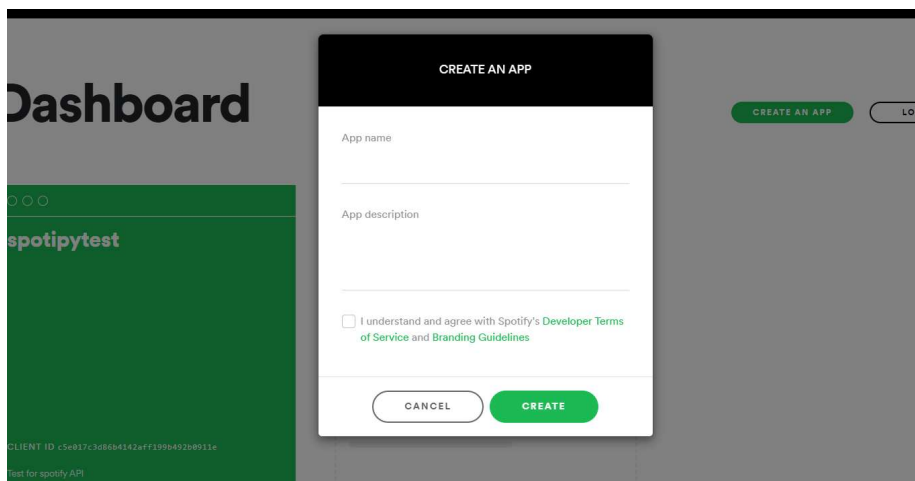 CREATE AN APP
Dashboard
CREATE AN APP
LO
App name
App description
spotipytest
I understand and agree with Spotify's Developer Terms
of Service and Branding Guidelines
CANCEL
CREATE
CLIENT ID c5e017c3d86b4142aff199b492b0911e
Test for spotify API